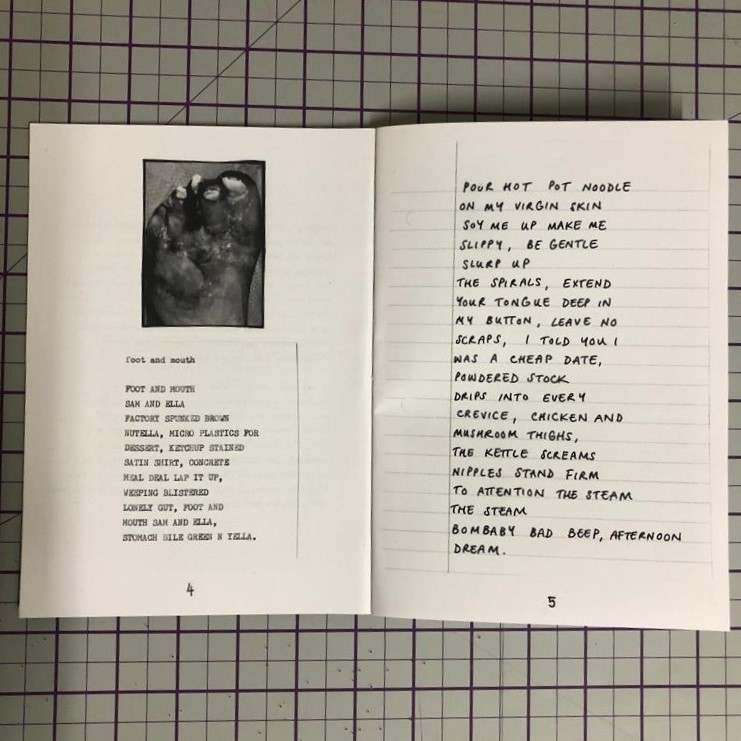 foot and mouth
FOOT AND MOUTH
SAM AND ELLA
FACTORY SPUNKED BROWN
NUTELLA, MICRO PLASTICS FOR
DESSERT, KETCHUP STAINED
SATIN SHIRT, CONCRETE
MEAL DEAL LAP IT UP,
WEEPING BLISTERED
LONELY GUT, FOOT AND
MOUTH SAM AND ELLA,
STOMACH BILE GREEN N YELLA.
4
POUR HOT POT NOODLE
ON MY VIRGIN SKIN
SOY ME UP MAKE ME
SLIPPY, BE GENTLE
SLURP UP
THE SPIRALS, EXTEND
YOUR TONGUE DEEP IN
MY BUTTON, LEAVE NO
SCRAPS, I TOLD YOU I
WAS A CHEAP DATE,
POWDERED STOCK
DRIPS INTO EVERY
CREVICE, CHICKEN AND
MUSHROOM THIGHS,
THE KETTLE SCREAMS
NIPPLES STAND FIRM
TO ATTENTION THE STEAM
THE STEAM
BOMBABY BAD BEEP, AFTERNOON
DREAM.
5